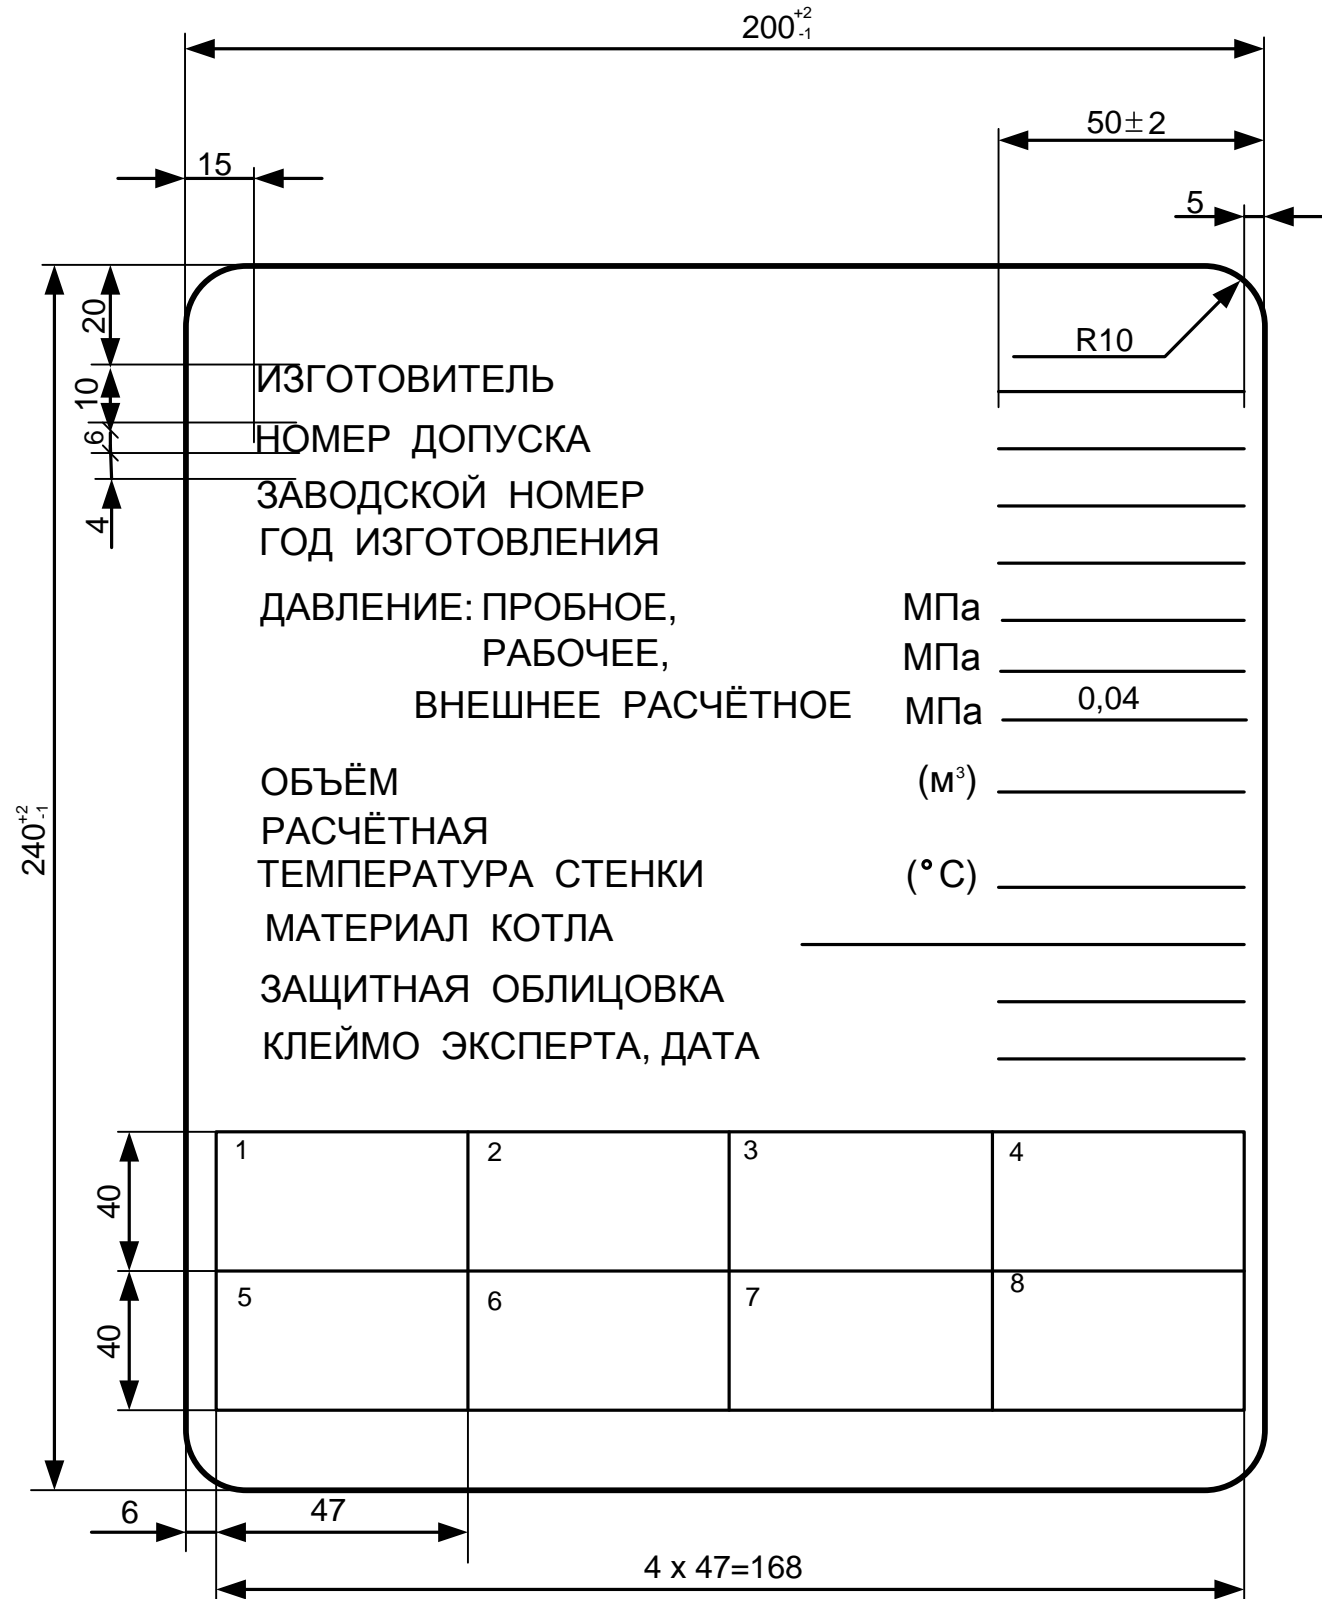 200 +2 -1
50±2
15
5
20
R10
ИЗГОТОВИТЕЛЬ
10
НОМЕР ДОПУСКА
6
ЗАВОДСКОЙ НОМЕР
4
ГОД ИЗГОТОВЛЕНИЯ
ДАВЛЕНИЕ: ПРОБНОЕ, МПа
РАБОЧЕЕ, МПа
ВНЕШНЕЕ РАСЧЁТНОЕ МПа 0,04
ОБЪЁМ (м³)
240 +2 -1
РАСЧЁТНАЯ
ТЕМПЕРАТУРА СТЕНКИ (°С)
МАТЕРИАЛ КОТЛА
ЗАЩИТНАЯ ОБЛИЦОВКА
КЛЕЙМО ЭКСПЕРТА, ДАТА
1 2 3 4
40
5 6 7 8
40
6 47
4 x 47=168